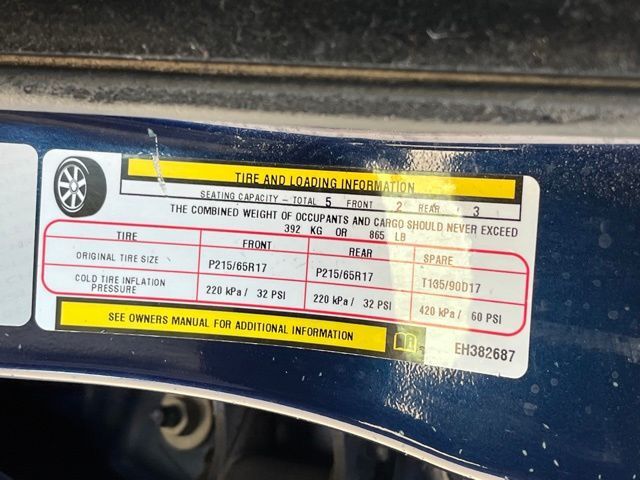 TIRE AND LOADING INFORMATION
SEATING CAPACITY - TOTAL 5 FRONT 2 REAR 3
THE COMBINED WEIGHT OF OCCUPANTS AND CARGO SHOULD NEVER EXCEED
392 KG OR 865 LB
TIRE FRONT REAR SPARE
ORIGINAL TIRE SIZE P215/65R17 P215/65R17 T135/90D17
COLD TIRE INFLATION PRESSURE 220 kPa / 32 PSI 220 kPa / 32 PSI 420 kPa / 60 PSI
SEE OWNERS MANUAL FOR ADDITIONAL INFORMATION
EH382687